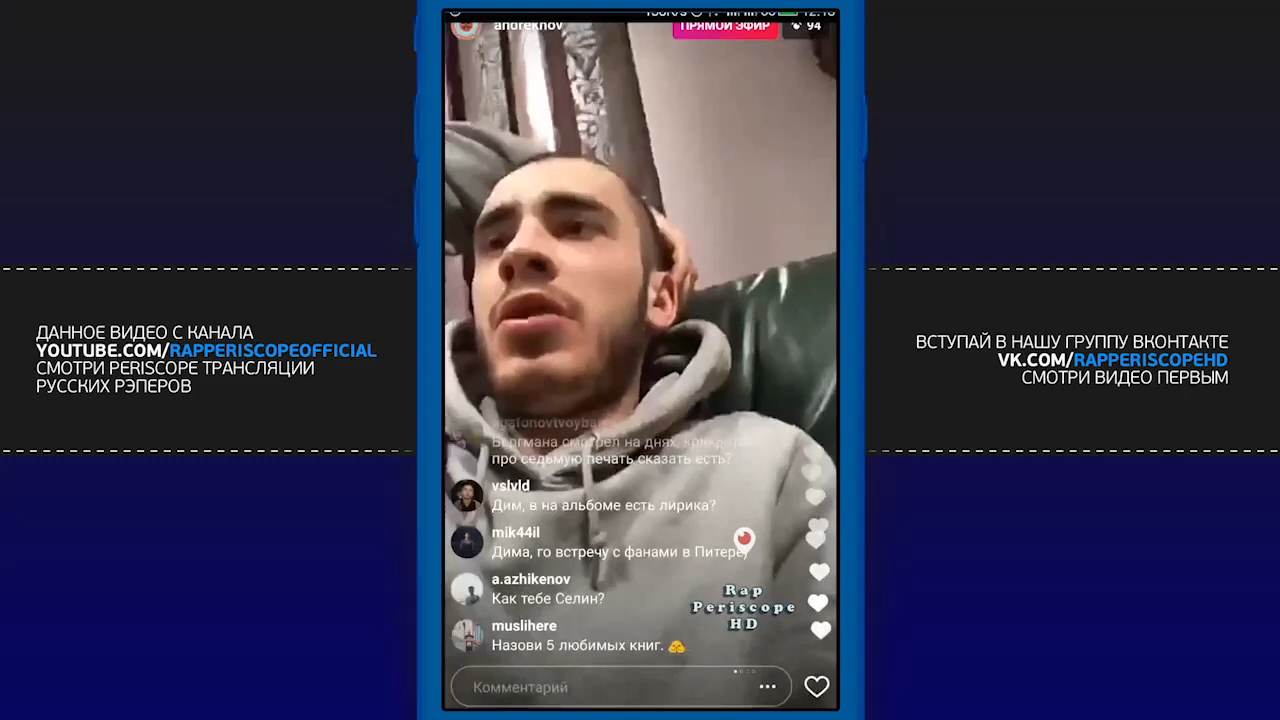 12:18
andreknov
ПРЯМОЙ ЭФИР
94
ДАННОЕ ВИДЕО С КАНАЛА
YOUTUBE.COM/RAPPERISCOPEOFFICIAL
СМОТРИ PERISCOPE ТРАНСЛЯЦИИ
РУССКИХ РЭПЕРОВ
ВСТУПАЙ В НАШУ ГРУППУ ВКОНТАКТЕ
VK.COM/RAPPERISCOPEHD
СМОТРИ ВИДЕО ПЕРВЫМ
Бергмана смотрел на днях,
про седьмую печать сказать есть?
vslvld
Дим, в на альбоме есть лирика?
mik44il
Дима, го встречу с фанами в Питере,
a.azhikenov
Как тебе Селин?
muslihere
Назови 5 любимых книг.
Rap
Periscope
HD
Комментарий